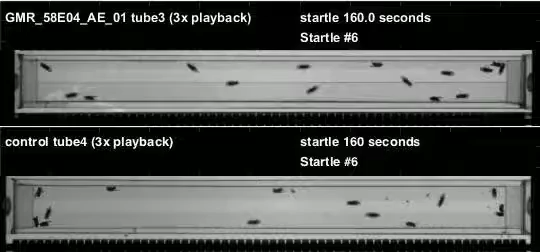 GMR_58E04_AE_01 tube3 (3x playback)
startle 160.0 seconds
Startle #6
control tube4 (3x playback)
startle 160 seconds
Startle #6